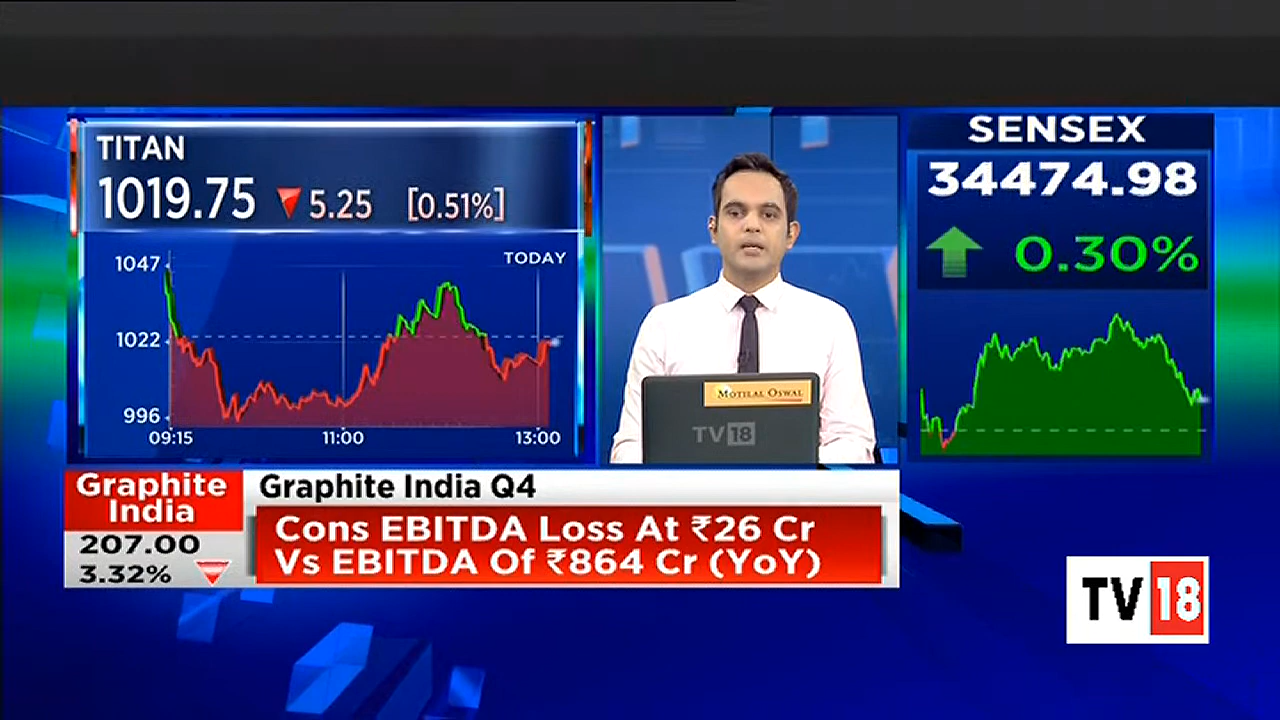 TITAN
1019.75 ▼ 5.25 [0.51%]
TODAY
1047
1022
996
09:15 11:00 13:00
MOTILAL OSWAL
TV18
SENSEX
34474.98
0.30%
Graphite
India
207.00
3.32%
Graphite India Q4
Cons EBITDA Loss At ₹26 Cr
Vs EBITDA Of ₹864 Cr (YoY)
TV18